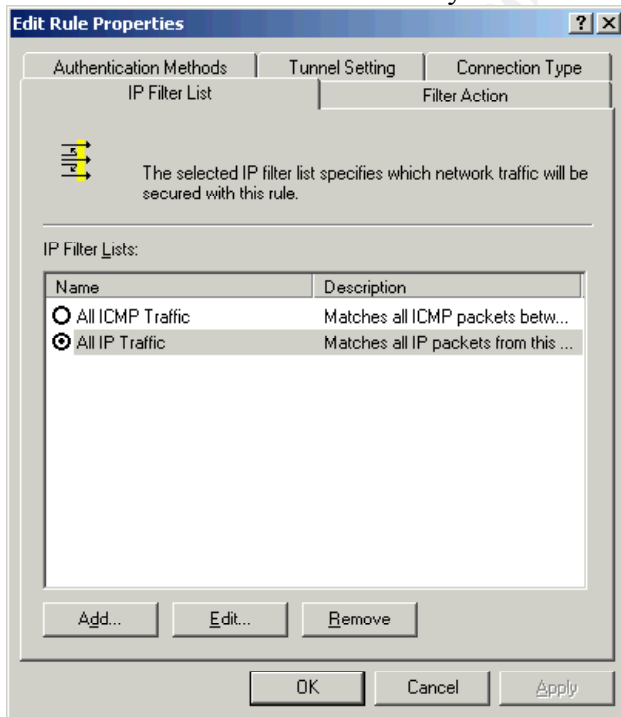 Edit Rule Properties
Authentication Methods
Tunnel Setting
Connection Type
IP Filter List
Filter Action
The selected IP filter list specifies which network traffic will be
secured with this rule.
IP Filter Lists:
Name
Description
All ICMP Traffic
Matches all ICMP packets betw...
All IP Traffic
Matches all IP packets from this ...
Add...
Edit...
Remove
OK
Cancel
Apply